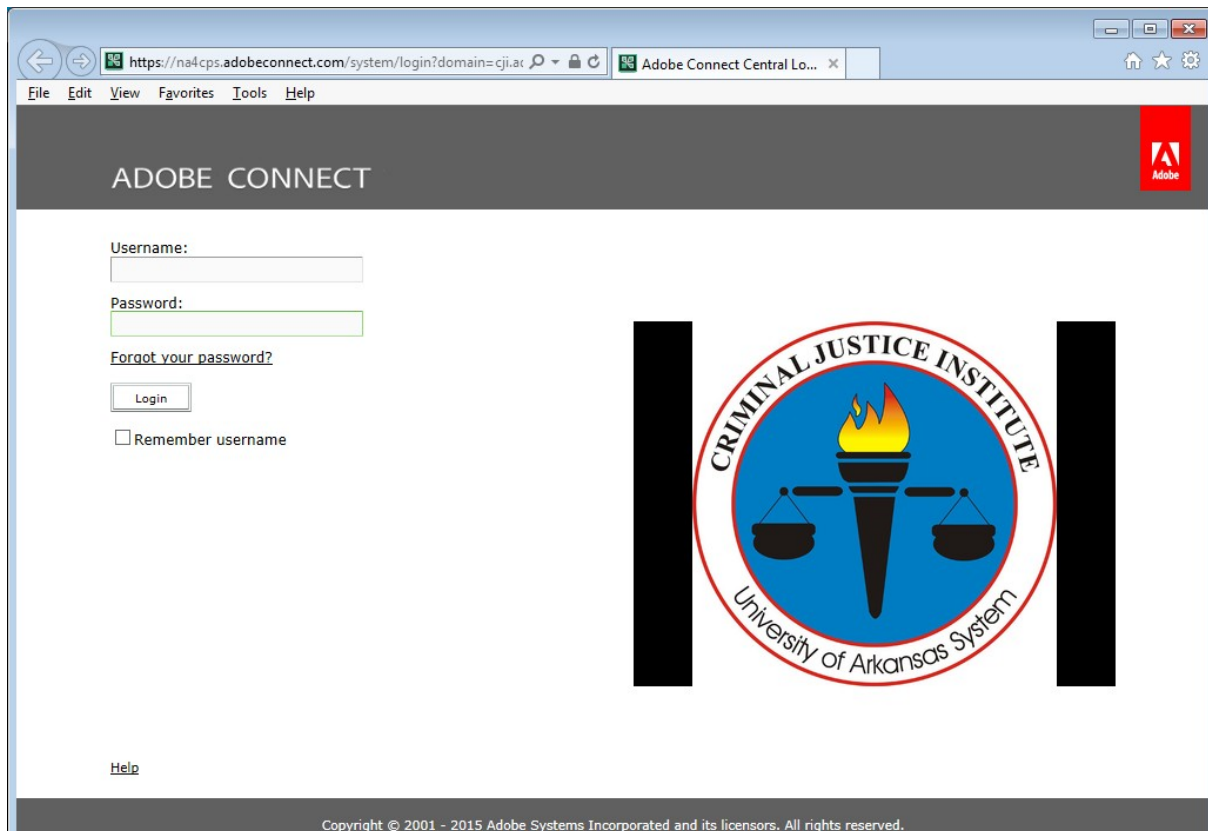 https://na4cps.adobeconnect.com/system/login?domain=cji.ac
Adobe Connect Central Lo...
File Edit View Favorites Tools Help
ADOBE CONNECT
Adobe
Username:
Password:
Forgot your password?
Login
Remember username
CRIMINAL JUSTICE INSTITUTE
University of Arkansas System
Help
Copyright © 2001 - 2015 Adobe Systems Incorporated and its licensors. All rights reserved.